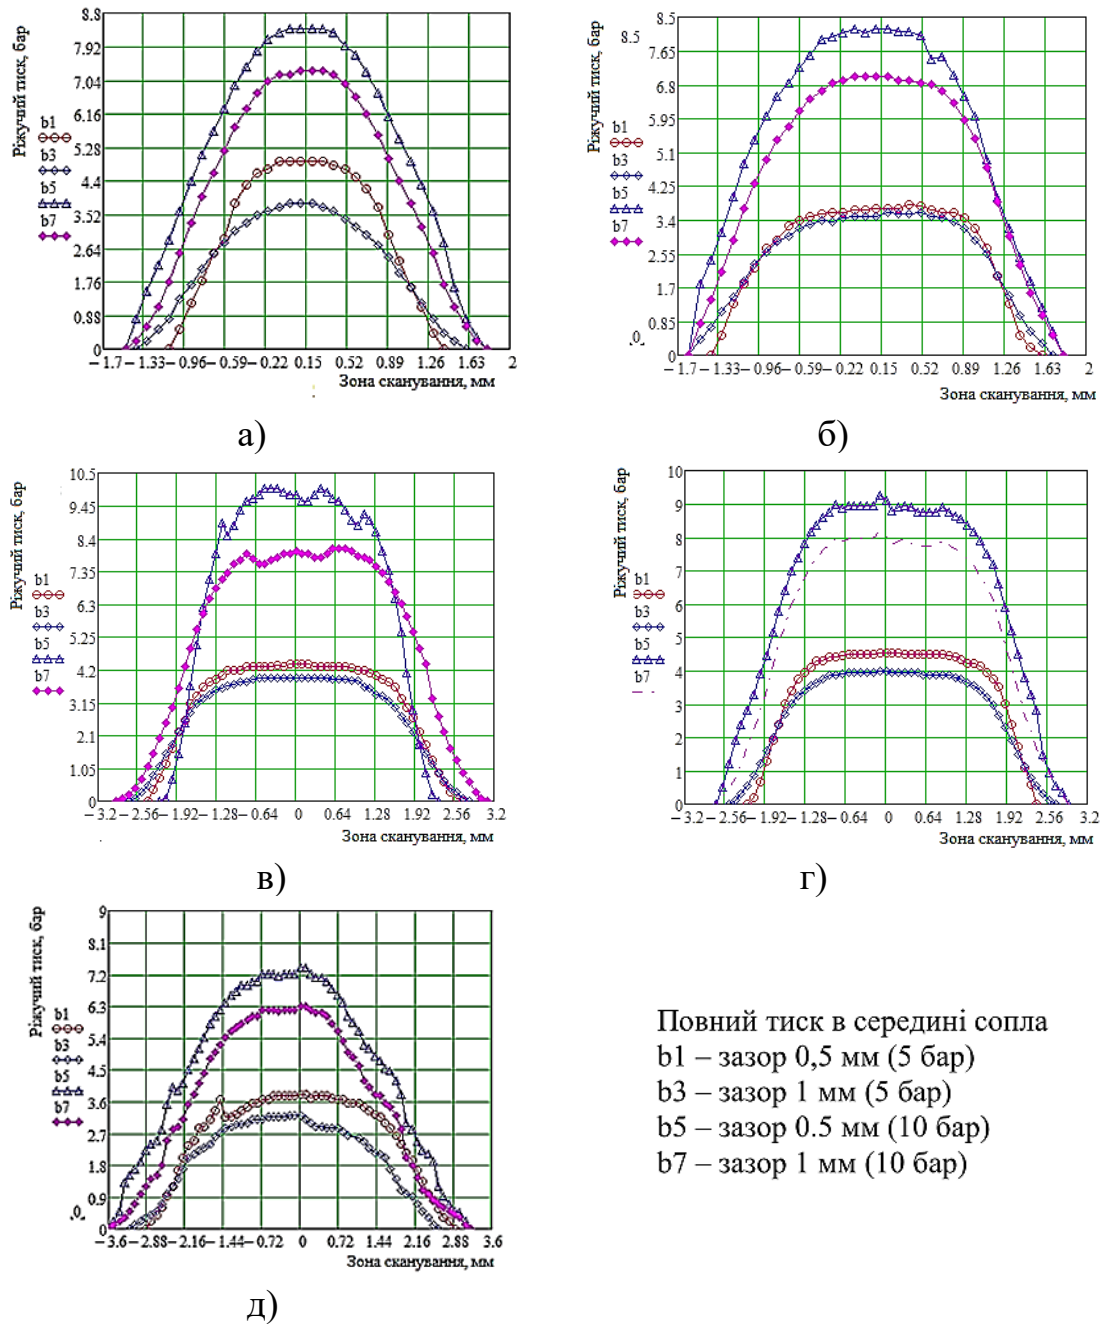 Ріжучий тиск, бар
8.8
7.92
7.04
6.16
5.28
4.4
3.52
2.64
1.76
0.88
0
b1
b3
b5
b7
−1.7 −1.33 −0.96 −0.59 −0.22 0.15 0.52 0.89 1.26 1.63 2
Зона сканування, мм
а)
Ріжучий тиск, бар
8.5
8.5
7.65
6.8
5.95
5.1
4.25
3.4
2.55
1.7
0.85
0
b1
b3
b5
b7
−1.7 −1.33 −0.96 −0.59 −0.22 0.15 0.52 0.89 1.26 1.63 2
Зона сканування, мм
б)
Ріжучий тиск, бар
10.5
9.45
8.4
7.35
6.3
5.25
4.2
3.15
2.1
1.05
0
b1
b3
b5
b7
−3.2 −2.56 −1.92 −1.28 −0.64 0 0.64 1.28 1.92 2.56 3.2
Зона сканування, мм
в)
Ріжучий тиск, бар
10
9
8
7
6
5
4
3
2
1
0
b1
b3
b5
b7
−3.2 −2.56 −1.92 −1.28 −0.64 0 0.64 1.28 1.92 2.56 3.2
Зона сканування, мм
г)
Ріжучий тиск, бар
9
8.1
7.2
6.3
5.4
4.5
3.6
2.7
1.8
0.9
0
0
b1
b3
b5
b7
−3.6 −2.88 −2.16 −1.44 −0.72 0 0.72 1.44 2.16 2.88 3.6
Зона сканування, мм
д)
Повний тиск в середині сопла
b1 – зазор 0,5 мм (5 бар)
b3 – зазор 1 мм (5 бар)
b5 – зазор 0.5 мм (10 бар)
b7 – зазор 1 мм (10 бар)